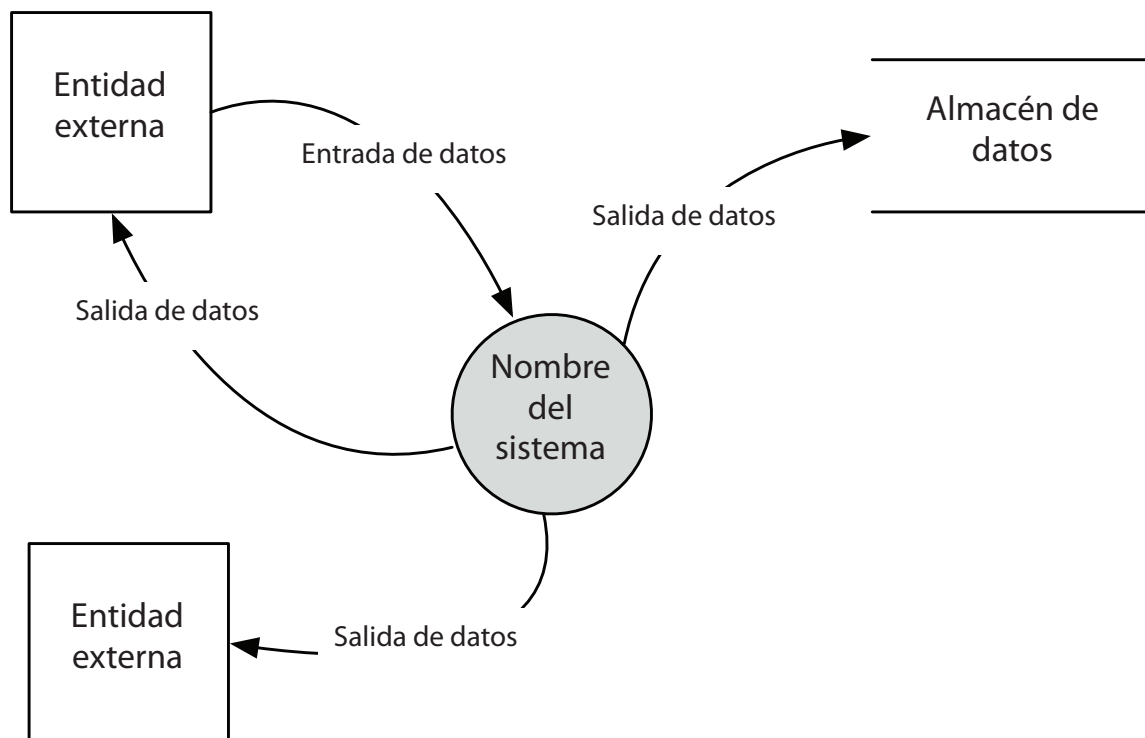 Entidad
externa
Entrada de datos
Almacén de
datos
Salida de datos
Salida de datos
Nombre
del
sistema
Entidad
externa
Salida de datos